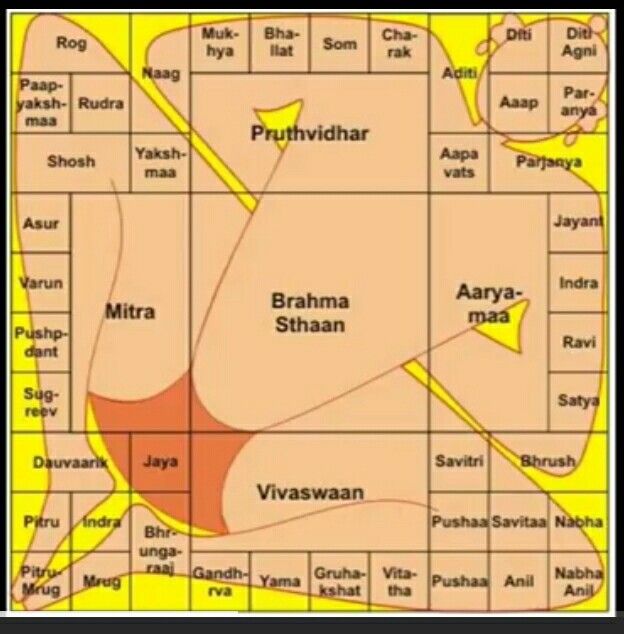 Rog
Naag
Muk-
hya
Bha-
llat
Som
Cha-
rak
Aditi
Diti
Diti
Agni
Paap-
yaksh-
maa
Rudra
Pruthvidhar
Aaap
Par-
anya
Shosh
Yaksh-
maa
Aapa
vats
Parjanya
Asur
Jayant
Varun
Mitra
Brahma
Sthaan
Aarya-
maa
Indra
Pushp-
dant
Ravi
Sug-
reev
Satya
Dauvaarik
Jaya
Vivaswaan
Savitri
Bhrush
Pitru
Indra
Bhr-
unga-
raaj
Pushaa
Savitaa
Nabha
Pitru-
Mrug
Mrug
Gandh-
rva
Yama
Gruha-
kshat
Vita-
tha
Pushaa
Anil
Nabha
Anil